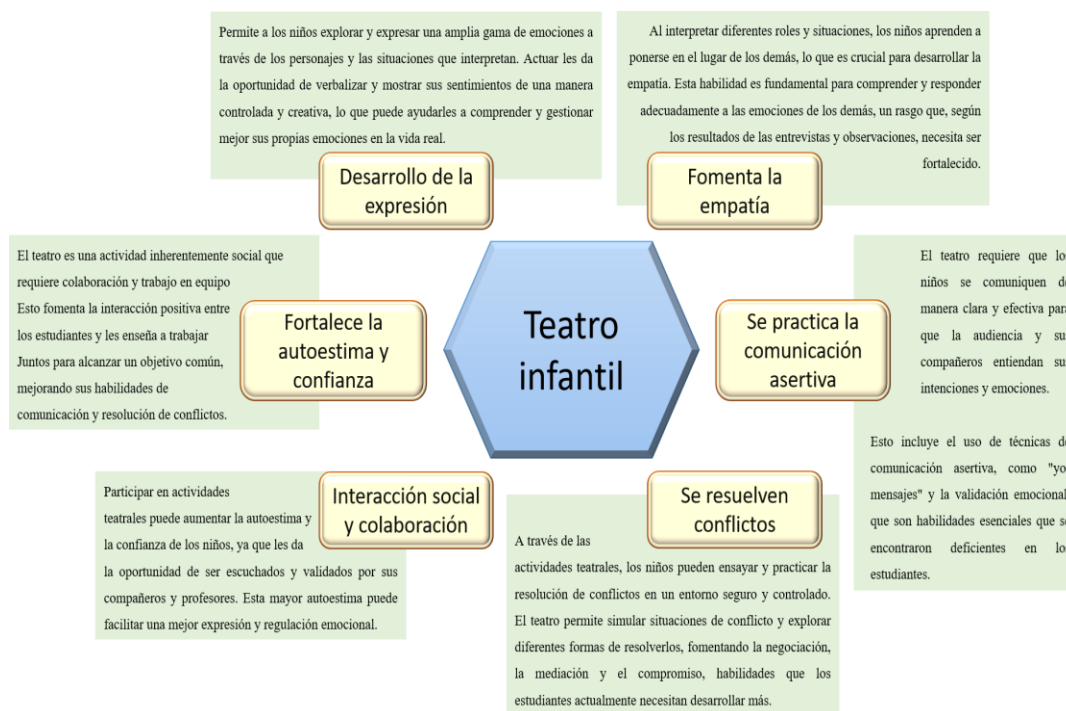 Permite a los niños explorar y expresar una amplia gama de emociones a
través de los personajes y las situaciones que interpretan. Actuar les da
la oportunidad de verbalizar y mostrar sus sentimientos de una manera
controlada y creativa, lo que puede ayudarles a comprender y gestionar
mejor sus propias emociones en la vida real.
Desarrollo de la
expresión
Al interpretar diferentes roles y situaciones, los niños aprenden a
ponerse en el lugar de los demás, lo que es crucial para desarrollar la
empatía. Esta habilidad es fundamental para comprender y responder
adecuadamente a las emociones de los demás, un rasgo que, según
los resultados de las entrevistas y observaciones, necesita ser
fortalecido.
Fomenta la
empatía
El teatro es una actividad inherentemente social que
requiere colaboración y trabajo en equipo
Esto fomenta la interacción positiva entre
los estudiantes y les enseña a trabajar
Juntos para alcanzar un objetivo común,
mejorando sus habilidades de
comunicación y resolución de conflictos.
Fortalece la
autoestima y
confianza
Teatro
infantil
Se practica la
comunicación
asertiva
El teatro requiere que lo
niños se comuniquen de
manera clara y efectiva para
que la audiencia y su
compañeros entiendan su
intenciones y emociones.
Esto incluye el uso de técnicas de
comunicación asertiva, como "yo
mensajes" y la validación emocional
que son habilidades esenciales que se
encontraron deficientes en lo
estudiantes.
Participar en actividades
teatrales puede aumentar la autoestima y
la confianza de los niños, ya que les da
la oportunidad de ser escuchados y validados por sus
compañeros y profesores. Esta mayor autoestima puede
facilitar una mejor expresión y regulación emocional.
Interacción social
y colaboración
Se resuelven
conflictos
A través de las
actividades teatrales, los niños pueden ensayar y practicar la
resolución de conflictos en un entorno seguro y controlado.
El teatro permite simular situaciones de conflicto y explorar
diferentes formas de resolverlos, fomentando la negociación,
la mediación y el compromiso, habilidades que los
estudiantes actualmente necesitan desarrollar más.